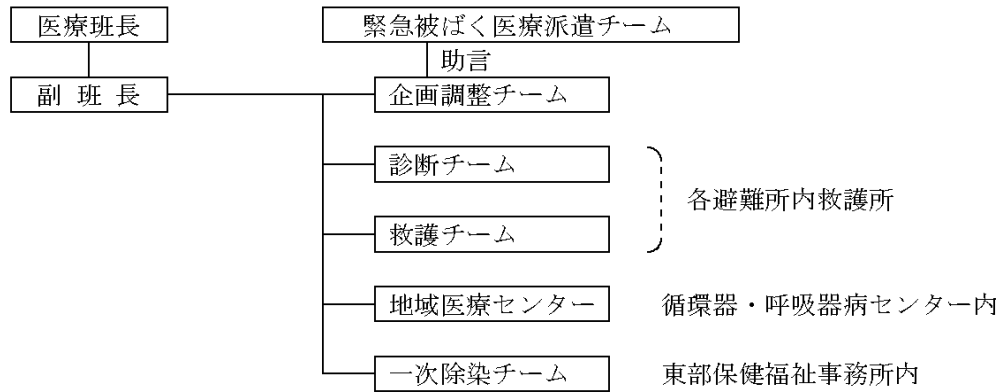 医療班長
緊急被ばく医療派遣チーム
助言
副班長
企画調整チーム
診断チーム
各避難所内救護所
救護チーム
地域医療センター
循環器・呼吸器病センター内
一次除染チーム
東部保健福祉事務所内